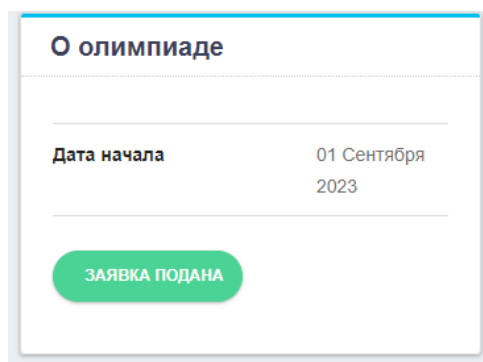 О олимпиаде
Дата начала 01 Сентября
2023
ЗАЯВКА ПОДАНА